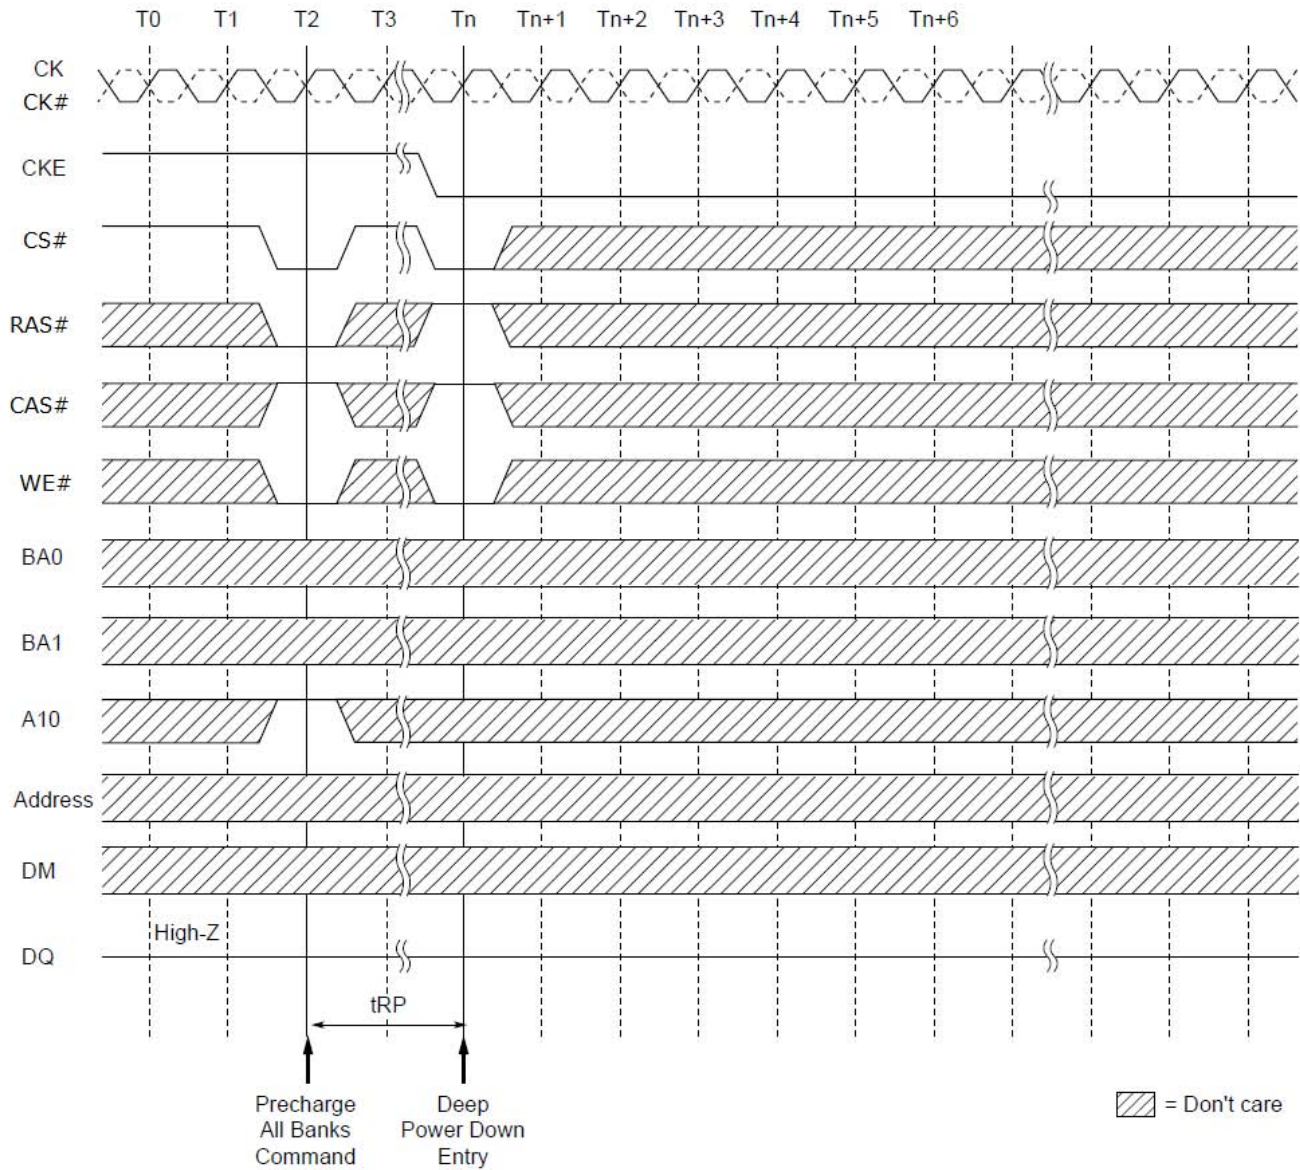 T0 T1 T2 T3 Tn Tn+1 Tn+2 Tn+3 Tn+4 Tn+5 Tn+6
CK
CK#
CKE
CS#
RAS#
CAS#
WE#
BA0
BA1
A10
Address
DM
High-Z
DQ
tRP
Precharge
All Banks
Command
Deep
Power Down
Entry
= Don't care